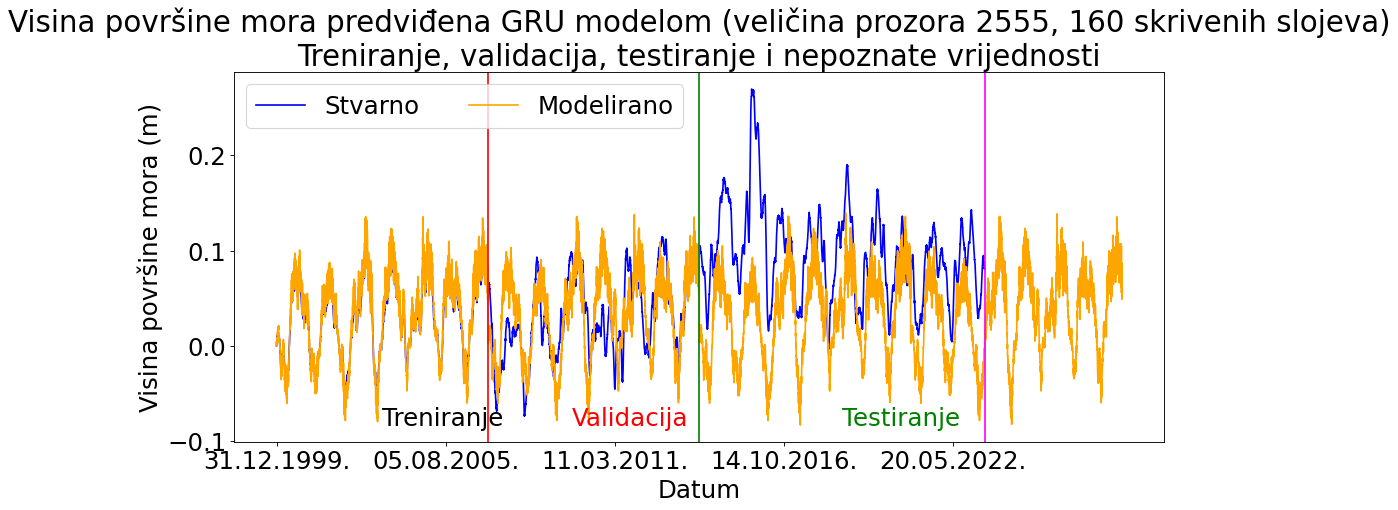 Visina površine mora predviđena GRU modelom (veličina prozora 2555, 160 skrivenih slojeva)
Treniranje, validacija, testiranje i nepoznate vrijednosti
Stvarno
Modelirano
Visina površine mora (m)
0.2
0.1
0.0
−0.1
Treniranje
Validacija
Testiranje
31.12.1999.
05.08.2005.
11.03.2011.
14.10.2016.
20.05.2022.
Datum